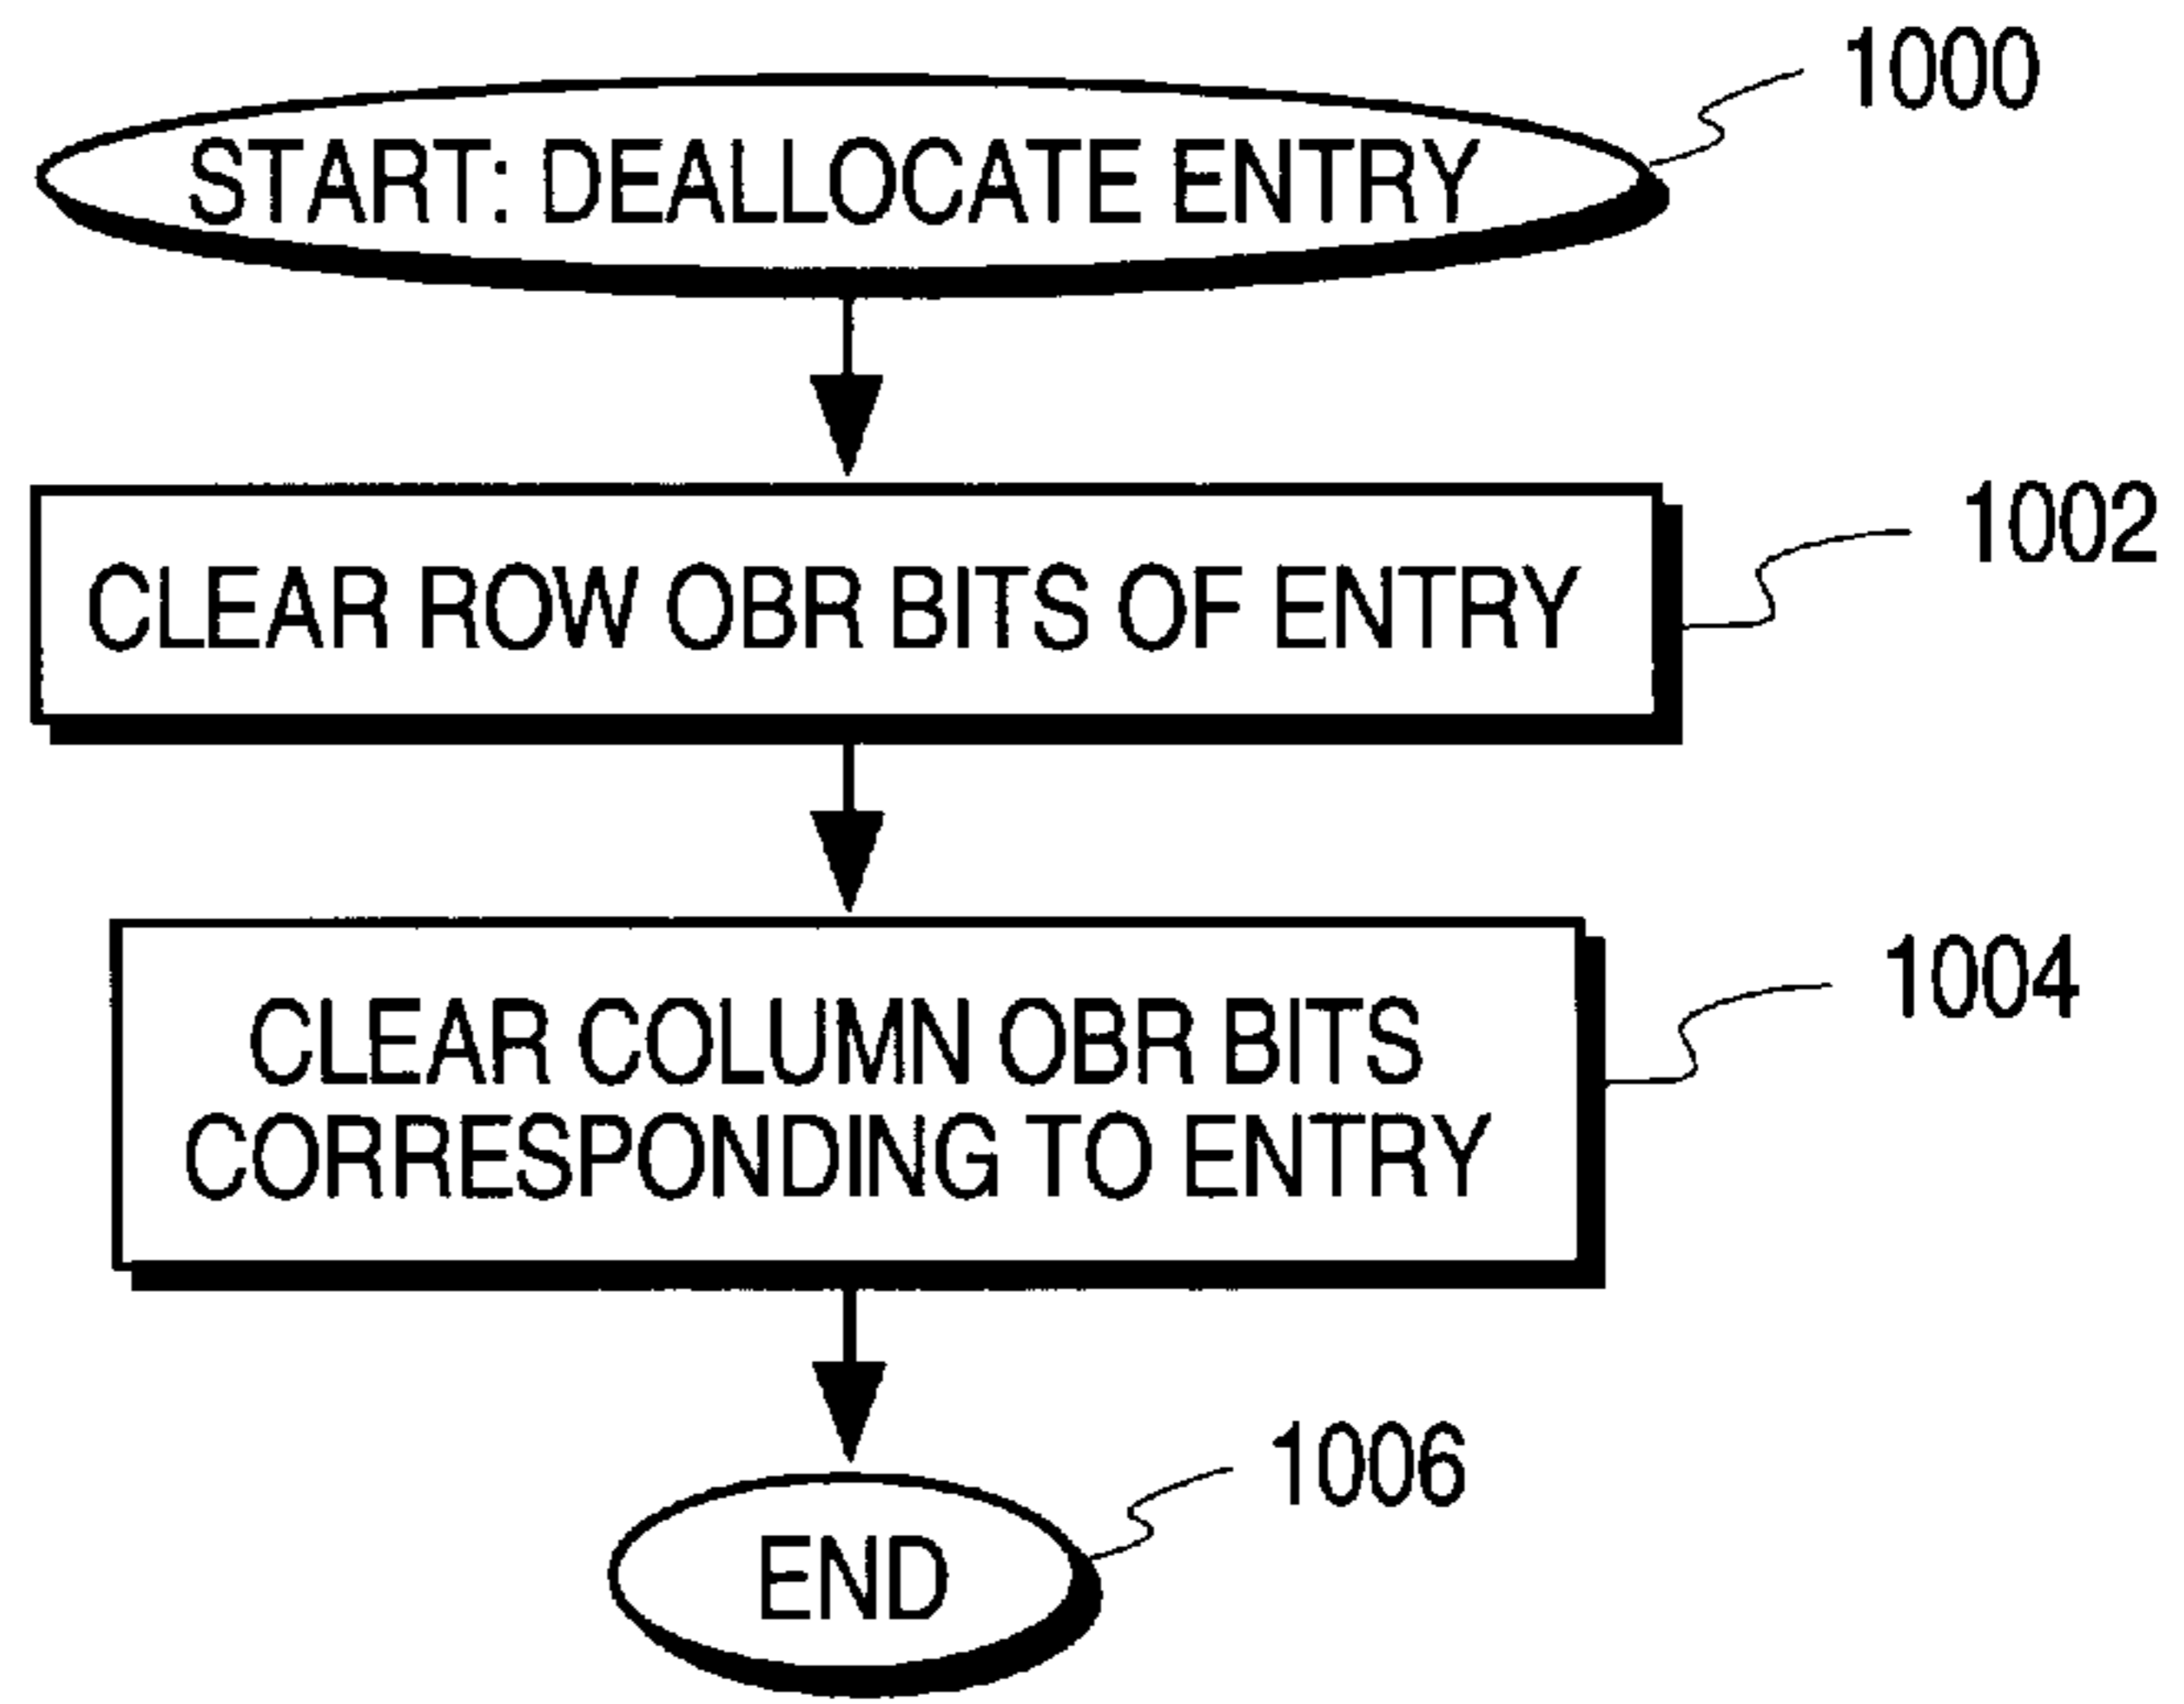 1000
START: DEALLOCATE ENTRY
1002
CLEAR ROW OBR BITS OF ENTRY
1004
CLEAR COLUMN OBR BITS
CORRESPONDING TO ENTRY
1006
END